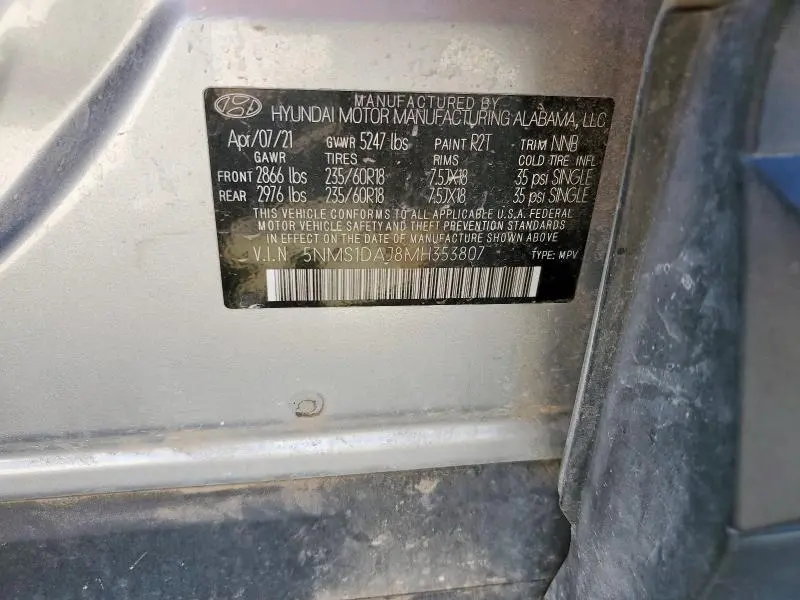 MANUFACTURED BY
HYUNDAI MOTOR MANUFACTURING ALABAMA, LLC
Apr/07/21 GVWR 5247 lbs PAINT R2T TRIM NNB
GAWR TIRES RIMS COLD TIRE INFL
FRONT 2866 lbs 235/60R18 7.5JX18 35 psi SINGLE
REAR 2976 lbs 235/60R18 7.5JX18 35 psi SINGLE
THIS VEHICLE CONFORMS TO ALL APPLICABLE U.S.A. FEDERAL
MOTOR VEHICLE SAFETY AND THEFT PREVENTION STANDARDS
IN EFFECT ON THE DATE OF MANUFACTURE SHOWN ABOVE
V.I.N 5NMS1DAJ8MH353807 TYPE: MPV